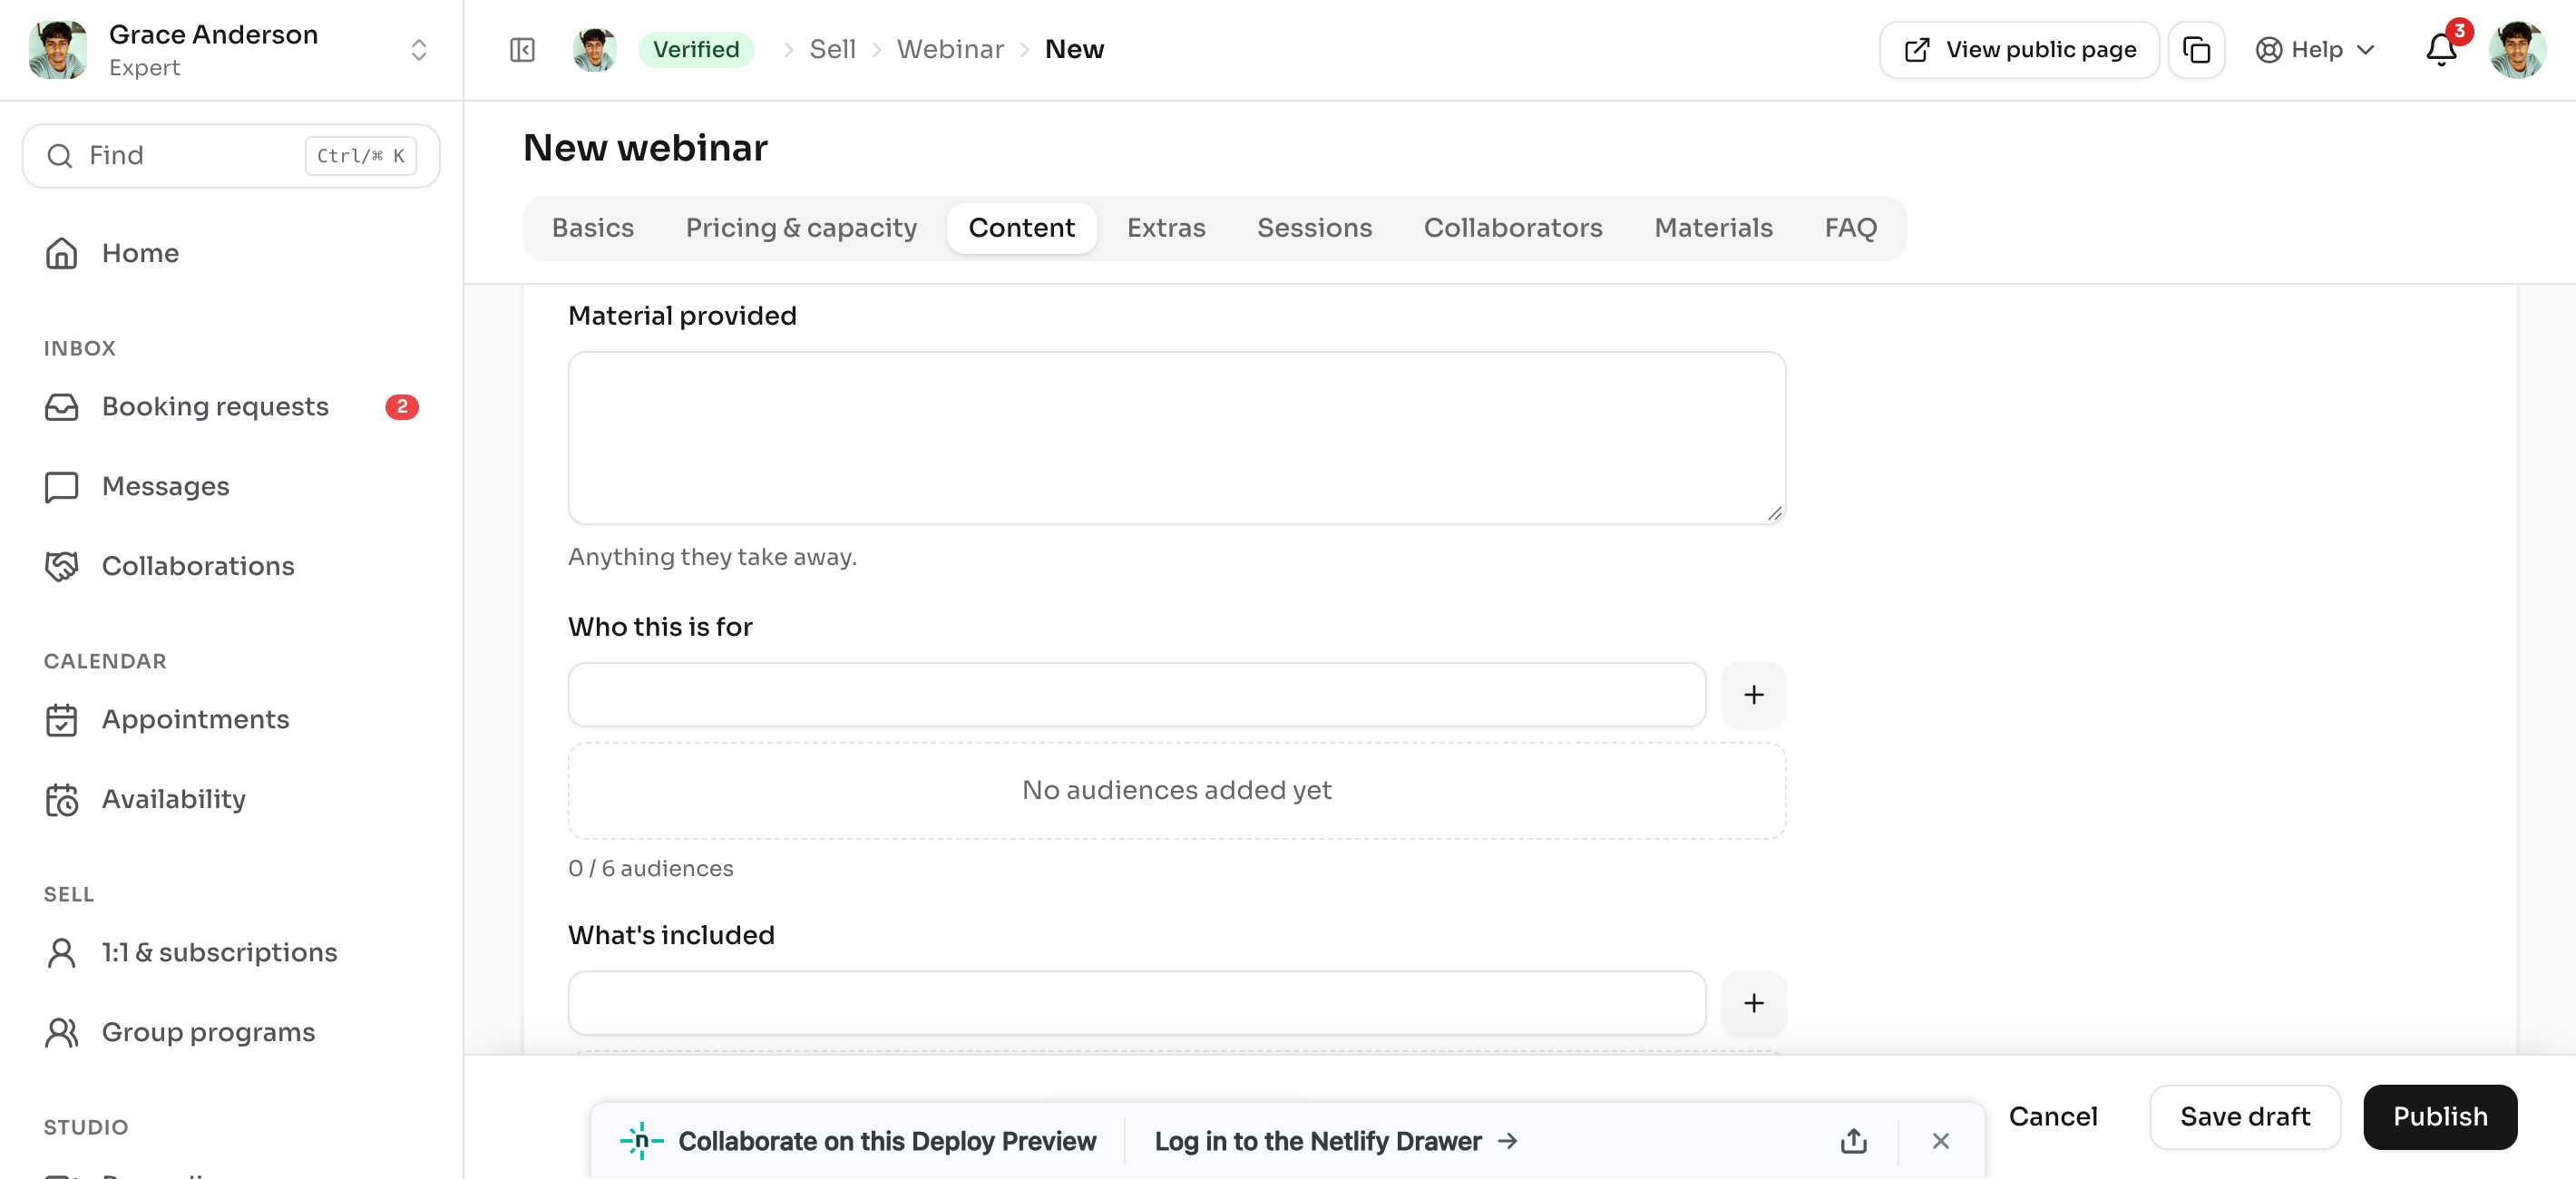 Grace Anderson
Expert
Verified
Sell
Webinar
New
View public page
Help
3
Find
Ctrl/⌘ K
Home
INBOX
Booking requests
2
Messages
Collaborations
CALENDAR
Appointments
Availability
SELL
1:1 & subscriptions
Group programs
STUDIO
New webinar
Basics
Pricing & capacity
Content
Extras
Sessions
Collaborators
Materials
FAQ
Material provided
Anything they take away.
Who this is for
No audiences added yet
0 / 6 audiences
What's included
Collaborate on this Deploy Preview
Log in to the Netlify Drawer →
Cancel
Save draft
Publish